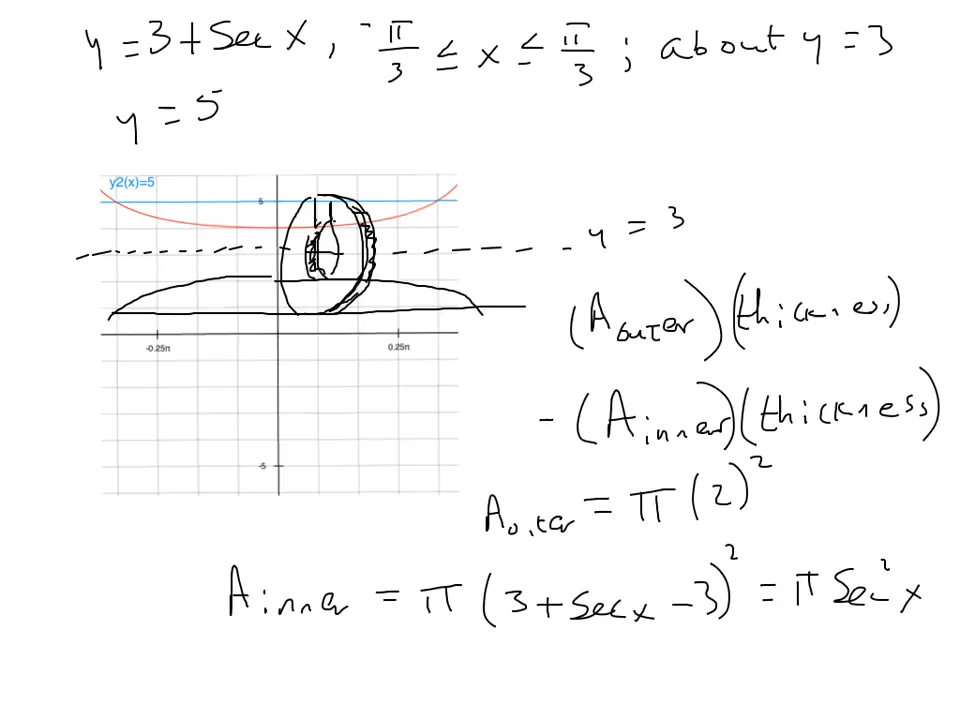 y = 3 + Sec x , -π/3 ≤ x ≤ π/3 ; about y = 3
y = 5
y2(x)=5
5
y = 3
(A outer)(thickness)
-0.25π 0.25π
- (A inner)(thickness)
-5
A outer = π (2)²
A inner = π (3 + Sec x - 3)² = π Sec² x